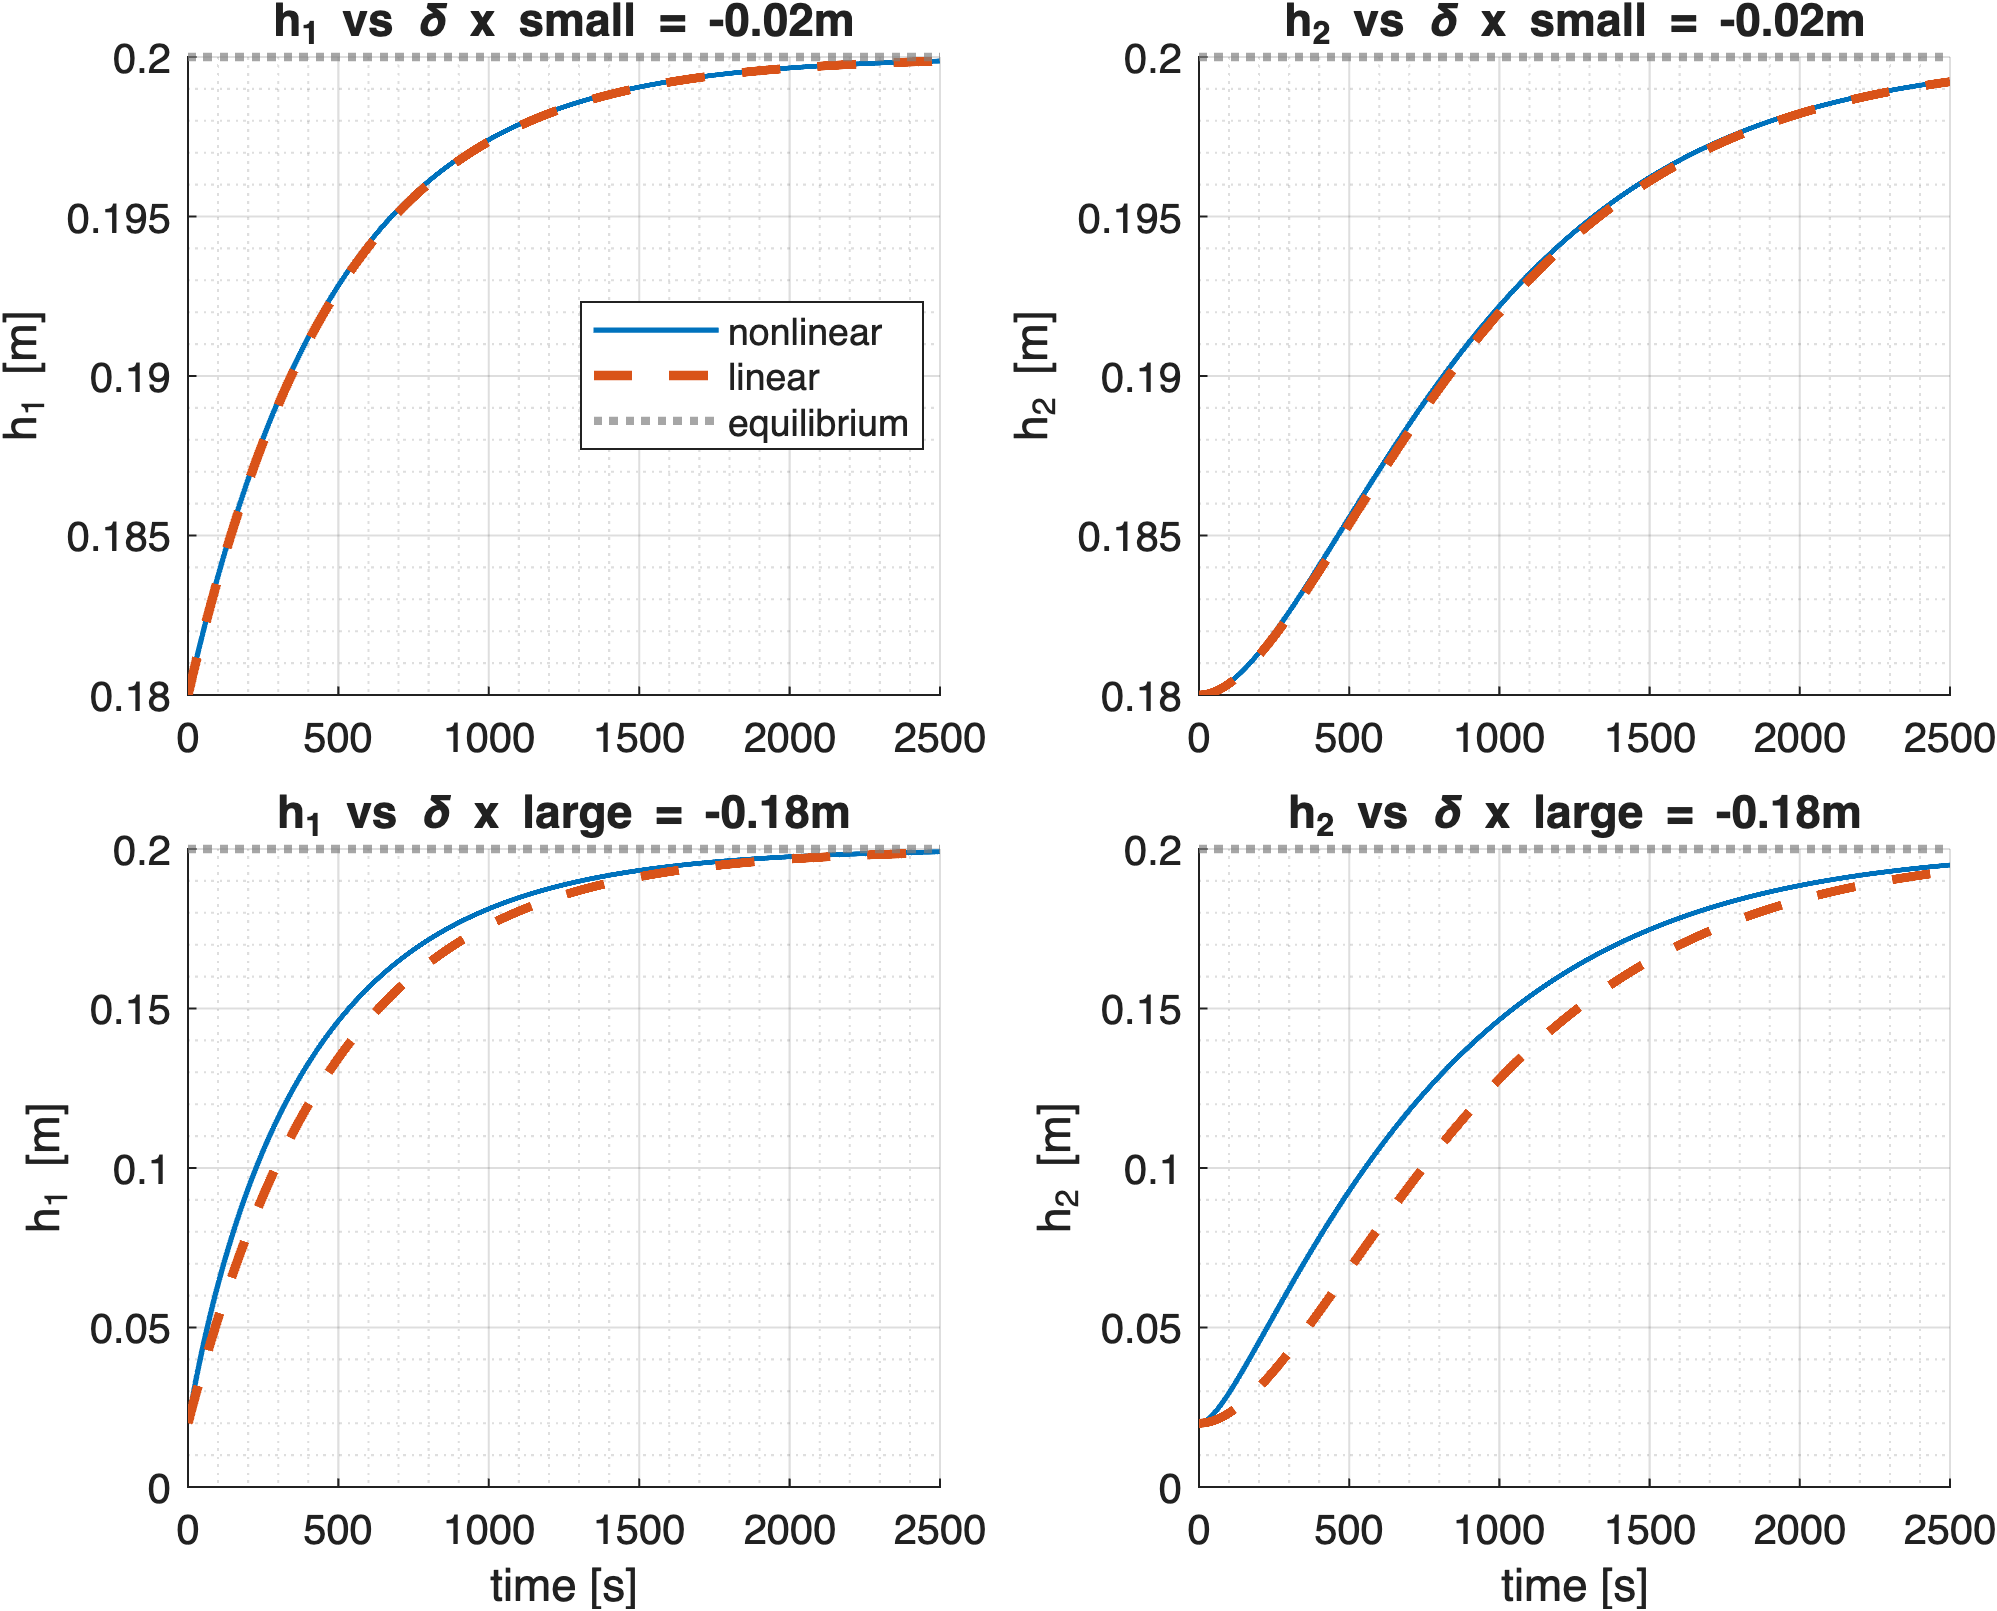 h₁ vs δ x small = -0.02m
0.2
0.195
0.19
0.185
0.18
h₁ [m]
0 500 1000 1500 2000 2500
nonlinear
linear
equilibrium
h₂ vs δ x small = -0.02m
0.2
0.195
0.19
0.185
0.18
h₂ [m]
0 500 1000 1500 2000 2500
h₁ vs δ x large = -0.18m
0.2
0.15
0.1
0.05
0
h₁ [m]
0 500 1000 1500 2000 2500
time [s]
h₂ vs δ x large = -0.18m
0.2
0.15
0.1
0.05
0
h₂ [m]
0 500 1000 1500 2000 2500
time [s]